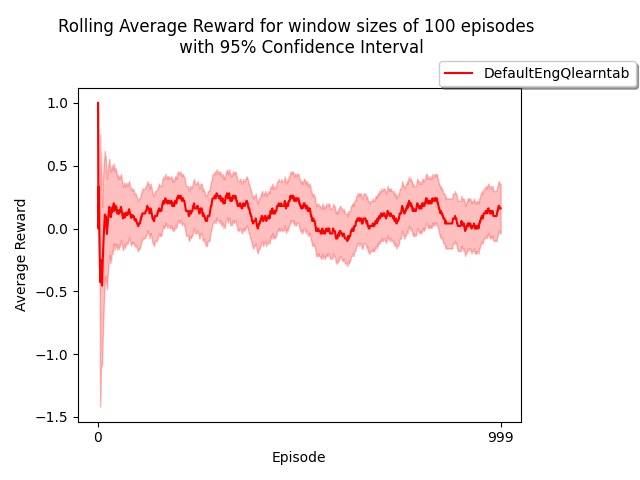 Rolling Average Reward for window sizes of 100 episodes
with 95% Confidence Interval
DefaultEngQlearntab
1.0
0.5
0.0
−0.5
−1.0
−1.5
Average Reward
0
999
Episode